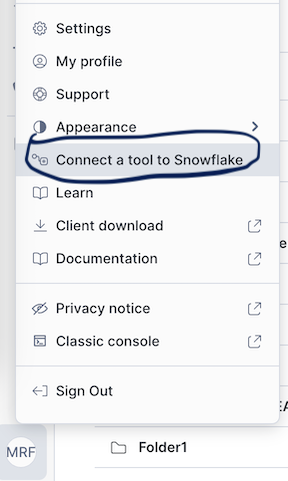 Settings
My profile
Support
Appearance
Connect a tool to Snowflake
Learn
Client download
Documentation
Privacy notice
Classic console
Sign Out
MRF
Folder1